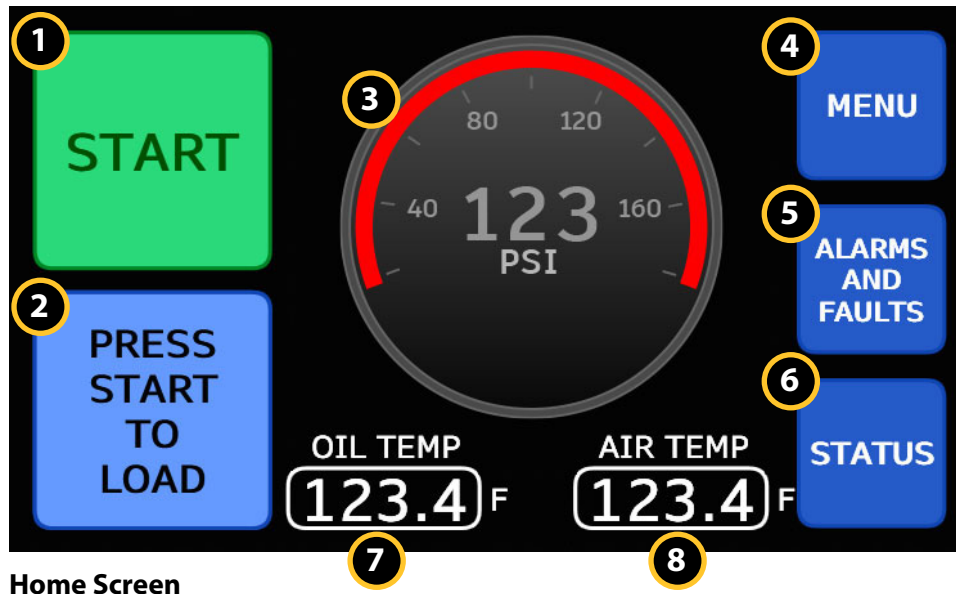 1
START
2
PRESS
START
TO
LOAD
3
80
120
40
123
160
PSI
OIL TEMP
123.4 F
7
AIR TEMP
123.4 F
8
4
MENU
5
ALARMS
AND
FAULTS
6
STATUS
Home Screen